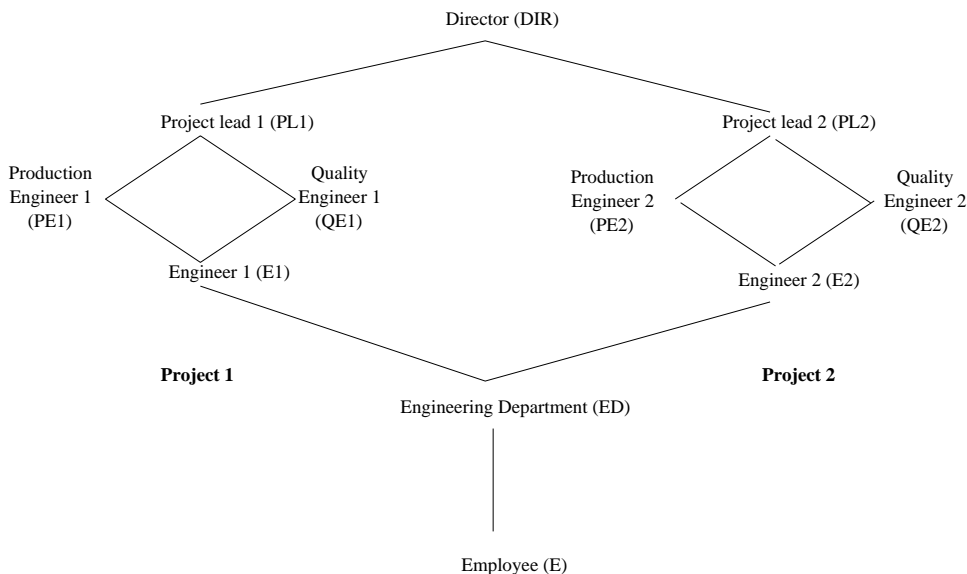 Director (DIR)
Project lead 1 (PL1)
Project lead 2 (PL2)
Production
Engineer 1
(PE1)
Quality
Engineer 1
(QE1)
Production
Engineer 2
(PE2)
Quality
Engineer 2
(QE2)
Engineer 1 (E1)
Engineer 2 (E2)
Project 1
Project 2
Engineering Department (ED)
Employee (E)